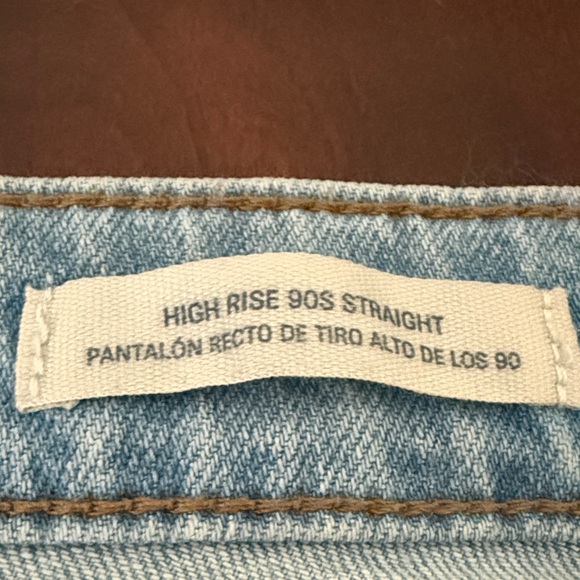 HIGH RISE 90S STRAIGHT
PANTALÓN RECTO DE TIRO ALTO DE LOS 90